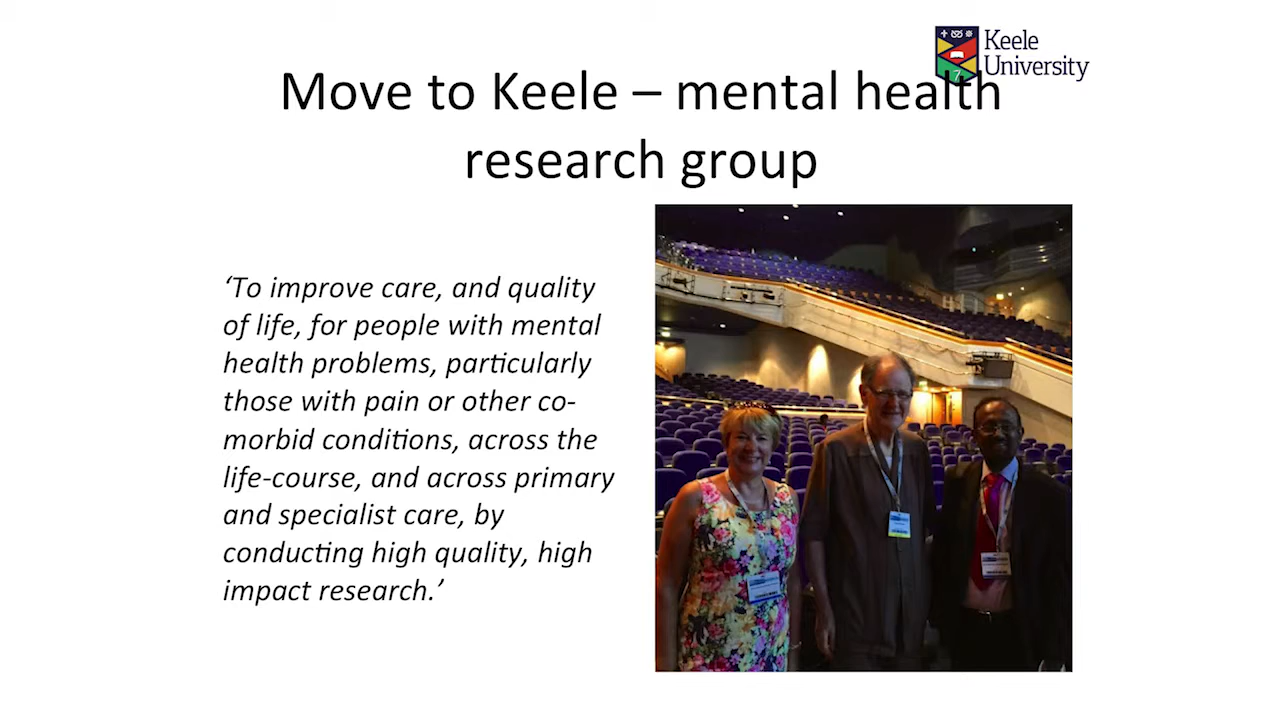 Keele
University
Move to Keele – mental health
research group
‘To improve care, and quality
of life, for people with mental
health problems, particularly
those with pain or other co-
morbid conditions, across the
life-course, and across primary
and specialist care, by
conducting high quality, high
impact research.’